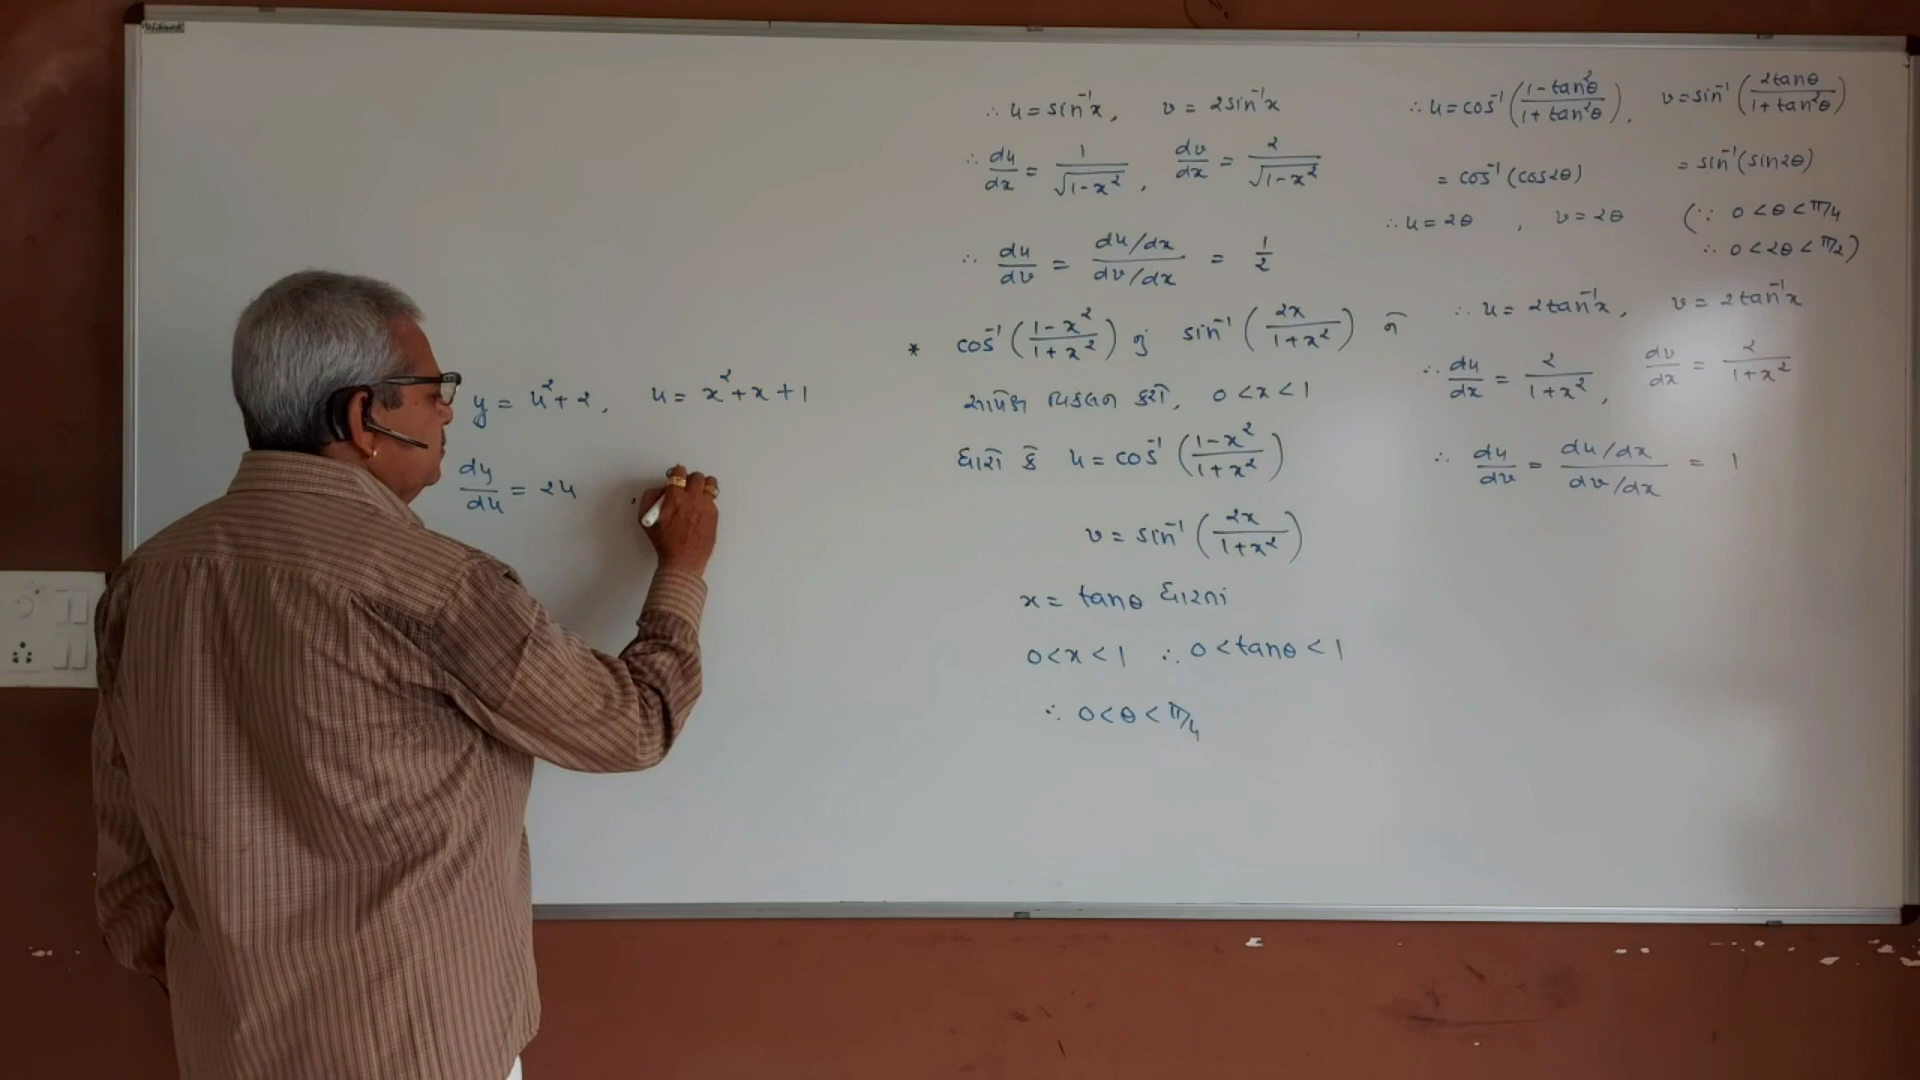 y = u²+2, u = x²+x+1
dy/du = 2u ,
∴ u = sin⁻¹x, v = 2sin⁻¹x
∴ du/dx = 1/√(1-x²), dv/dx = 2/√(1-x²)
∴ du/dv = (du/dx)/(dv/dx) = 1/2
* cos⁻¹((1-x²)/(1+x²)) નું sin⁻¹(2x/(1+x²)) ને
સાપેક્ષ વિકલન કરો, 0<x<1
ધારો કે u = cos⁻¹((1-x²)/(1+x²))
v = sin⁻¹(2x/(1+x²))
x = tanθ ધારતાં
0<x<1 ∴ 0<tanθ<1
∴ 0<θ<π/4
∴ u = cos⁻¹((1-tan²θ)/(1+tan²θ)), v = sin⁻¹(2tanθ/(1+tan²θ))
= cos⁻¹(cos2θ) = sin⁻¹(sin2θ)
∴ u = 2θ , v = 2θ (∵ 0<θ<π/4
∴ 0<2θ<π/2)
∴ u = 2tan⁻¹x, v = 2tan⁻¹x
∴ du/dx = 2/(1+x²), dv/dx = 2/(1+x²)
∴ du/dv = (du/dx)/(dv/dx) = 1